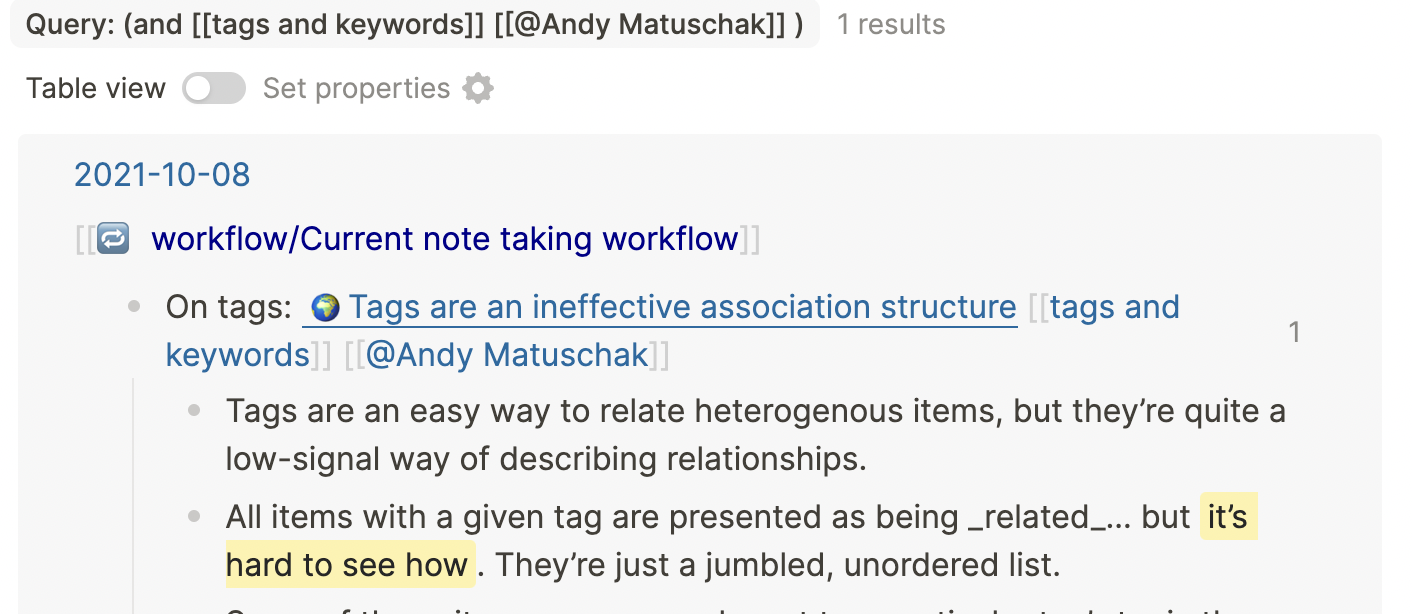 Query: (and [[tags and keywords]] [[@Andy Matuschak]] ) 1 results
Table view Set properties
2021-10-08
[[🔁 workflow/Current note taking workflow]]
On tags: 🌍 Tags are an ineffective association structure [[tags and
keywords]] [[@Andy Matuschak]]
1
Tags are an easy way to relate heterogenous items, but they’re quite a
low-signal way of describing relationships.
All items with a given tag are presented as being _related_… but it’s
hard to see how . They’re just a jumbled, unordered list.